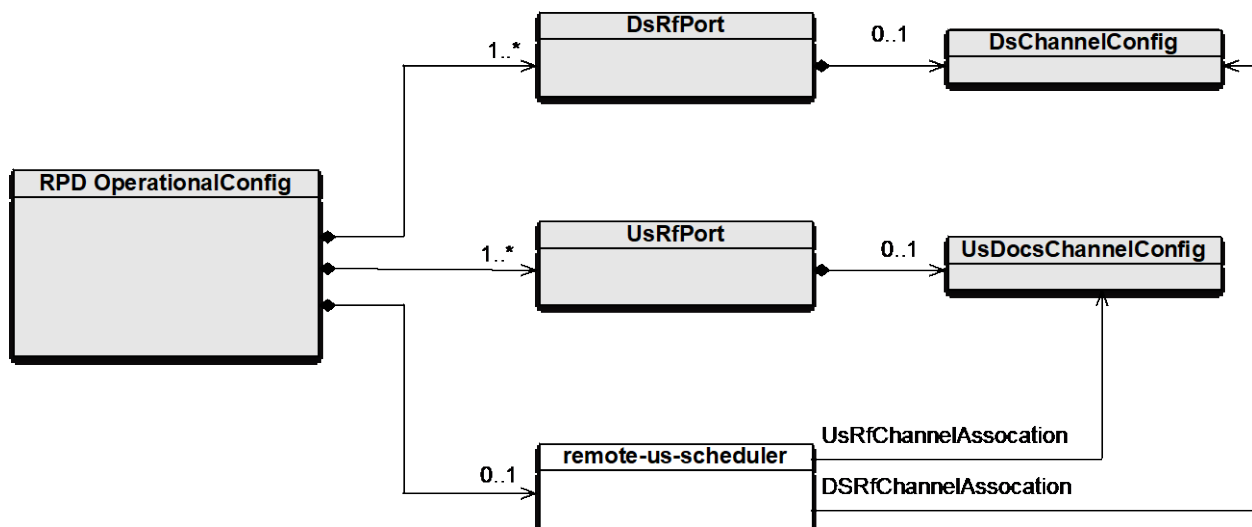 DsRfPort
1..*
0..1
DsChannelConfig
RPD OperationalConfig
UsRfPort
1..*
0..1
UsDocsChannelConfig
UsRfChannelAssocation
remote-us-scheduler
0..1
DSRfChannelAssocation